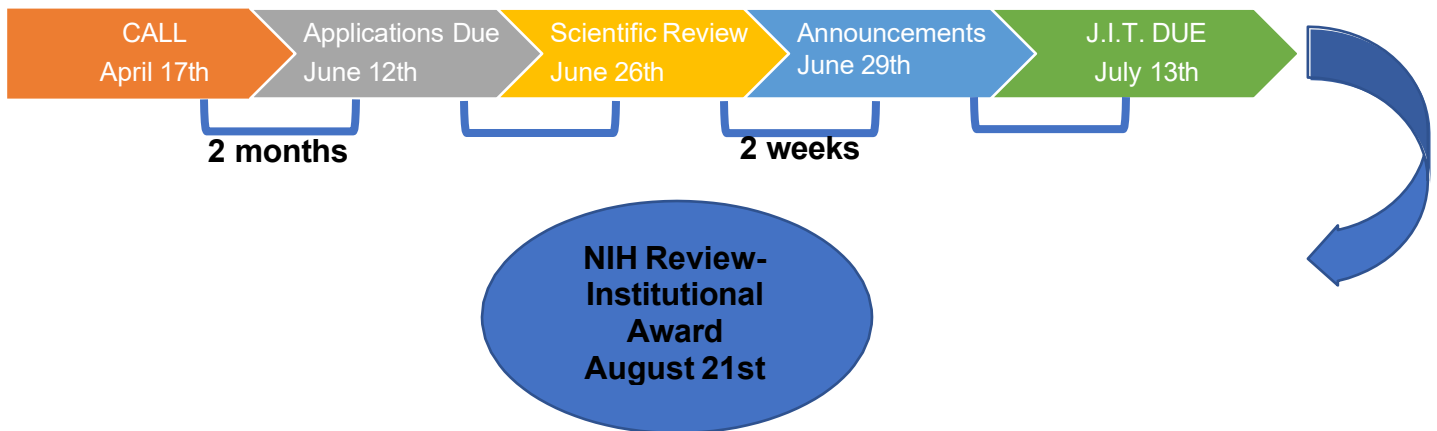 CALL
April 17th
Applications Due
June 12th
Scientific Review
June 26th
Announcements
June 29th
J.I.T. DUE
July 13th
2 months
2 weeks
NIH Review-
Institutional
Award
August 21st